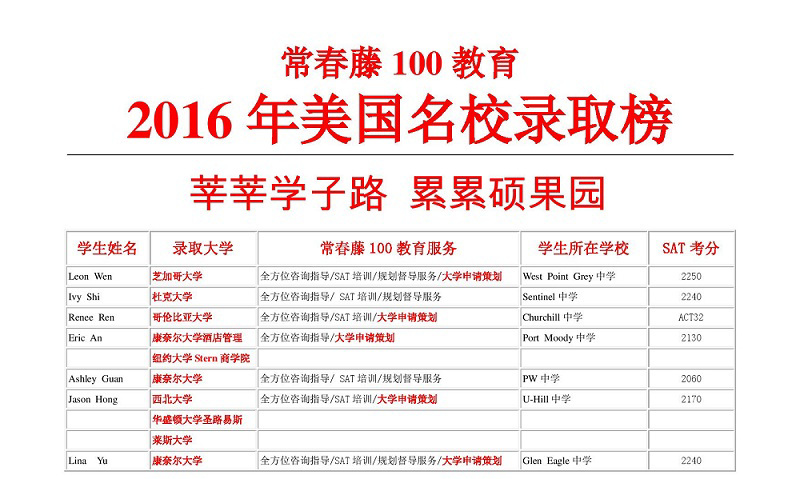 常春藤 100 教育
2016 年美国名校录取榜
莘莘学子路 累累硕果园
学生姓名 录取大学 常春藤 100 教育服务 学生所在学校 SAT 考分
Leon Wen 芝加哥大学 全方位咨询指导/SAT 培训/规划督导服务/大学申请策划 West Point Grey 中学 2250
Ivy Shi 杜克大学 全方位咨询指导/ SAT 培训/规划督导服务 Sentinel 中学 2240
Renee Ren 哥伦比亚大学 全方位咨询指导/SAT 培训/大学申请策划 Churchill 中学 ACT32
Eric An 康奈尔大学酒店管理 全方位咨询指导/大学申请策划 Port Moody 中学 2130
纽约大学 Stern 商学院
Ashley Guan 康奈尔大学 全方位咨询指导/ SAT 培训/规划督导服务 PW 中学 2060
Jason Hong 西北大学 全方位咨询指导/SAT 培训/大学申请策划 U-Hill 中学 2170
华盛顿大学圣路易斯
莱斯大学
Lina Yu 康奈尔大学 全方位咨询指导/SAT 培训/规划督导服务/大学申请策划 Glen Eagle 中学 2240